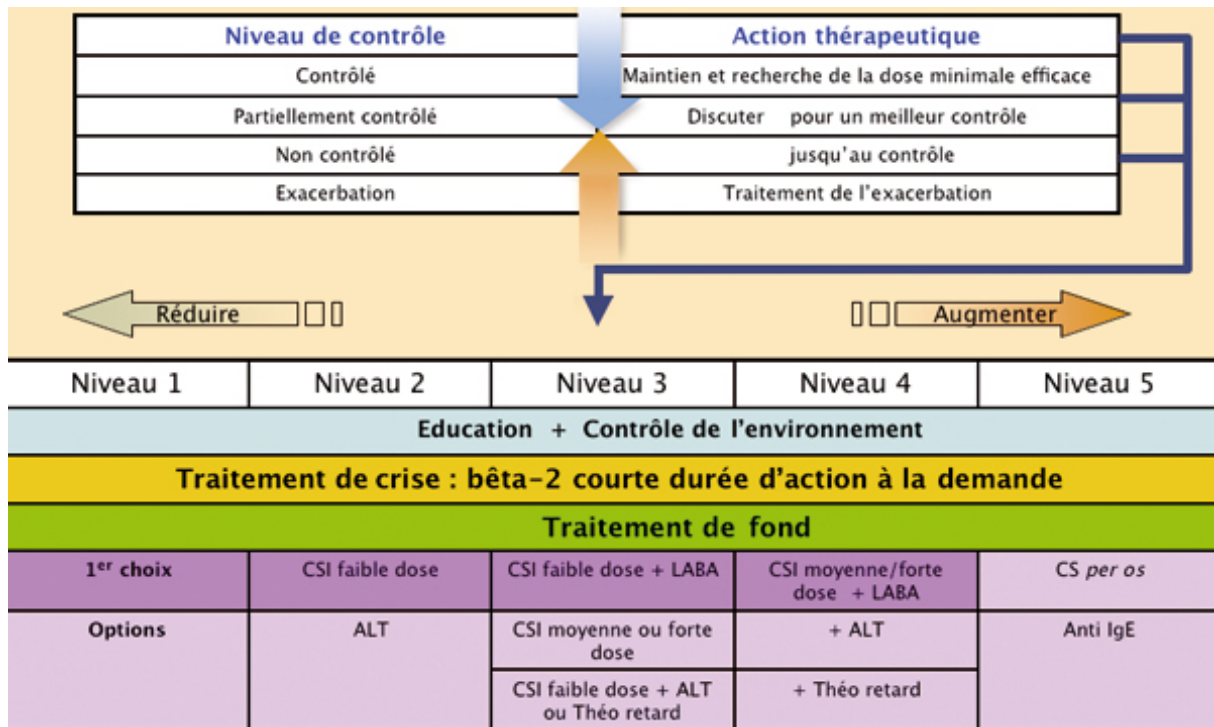 Niveau de contrôle Action thérapeutique
Contrôlé Maintien et recherche de la dose minimale efficace
Partiellement contrôlé Discuter pour un meilleur contrôle
Non contrôlé jusqu'au contrôle
Exacerbation Traitement de l'exacerbation
Réduire Augmenter
Niveau 1 Niveau 2 Niveau 3 Niveau 4 Niveau 5
Education + Contrôle de l'environnement
Traitement de crise : bêta-2 courte durée d'action à la demande
Traitement de fond
1er choix CSI faible dose CSI faible dose + LABA CSI moyenne/forte
dose + LABA CS per os
Options ALT CSI moyenne ou forte
dose + ALT Anti IgE
CSI faible dose + ALT
ou Théo retard + Théo retard